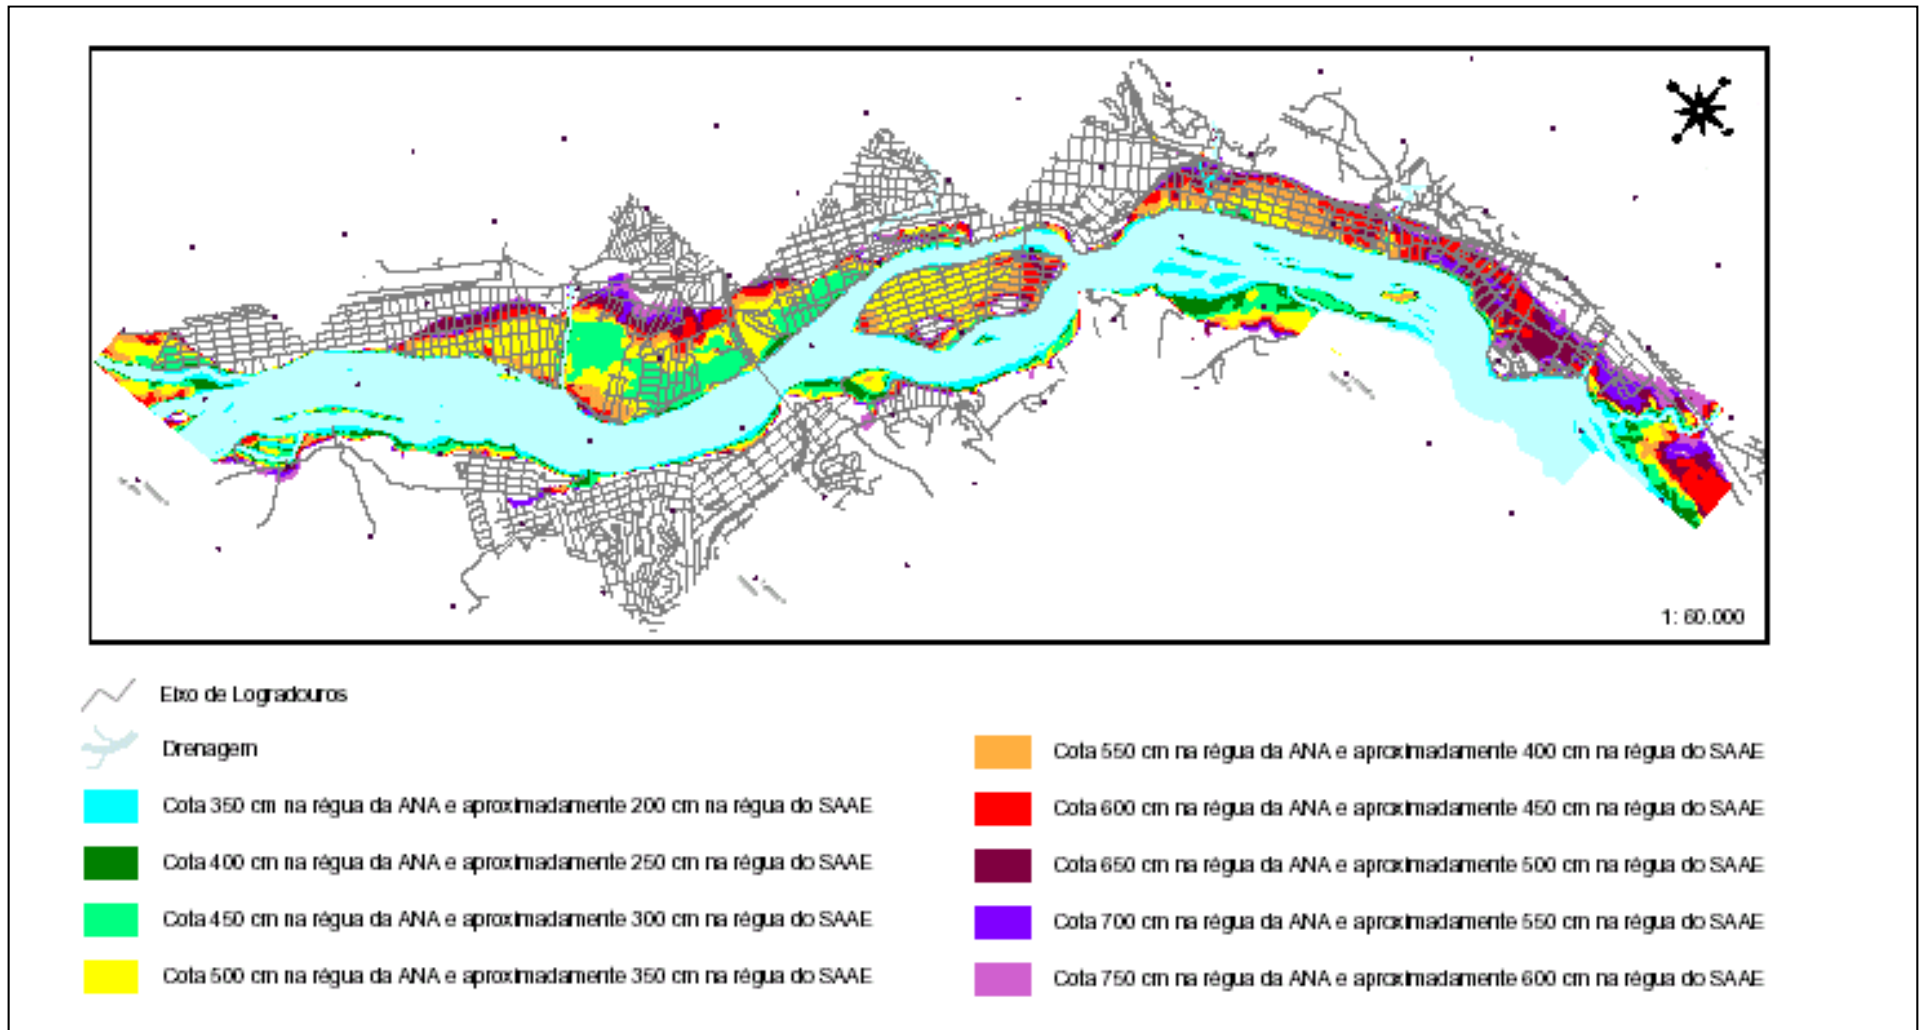 1: 60.000
Eixo de Logradouros
Drenagem
Cota 350 cm na régua da ANA e aproximadamente 200 cm na régua do SAAE
Cota 400 cm na régua da ANA e aproximadamente 250 cm na régua do SAAE
Cota 450 cm na régua da ANA e aproximadamente 300 cm na régua do SAAE
Cota 500 cm na régua da ANA e aproximadamente 350 cm na régua do SAAE
Cota 550 cm na régua da ANA e aproximadamente 400 cm na régua do SAAE
Cota 600 cm na régua da ANA e aproximadamente 450 cm na régua do SAAE
Cota 650 cm na régua da ANA e aproximadamente 500 cm na régua do SAAE
Cota 700 cm na régua da ANA e aproximadamente 550 cm na régua do SAAE
Cota 750 cm na régua da ANA e aproximadamente 600 cm na régua do SAAE